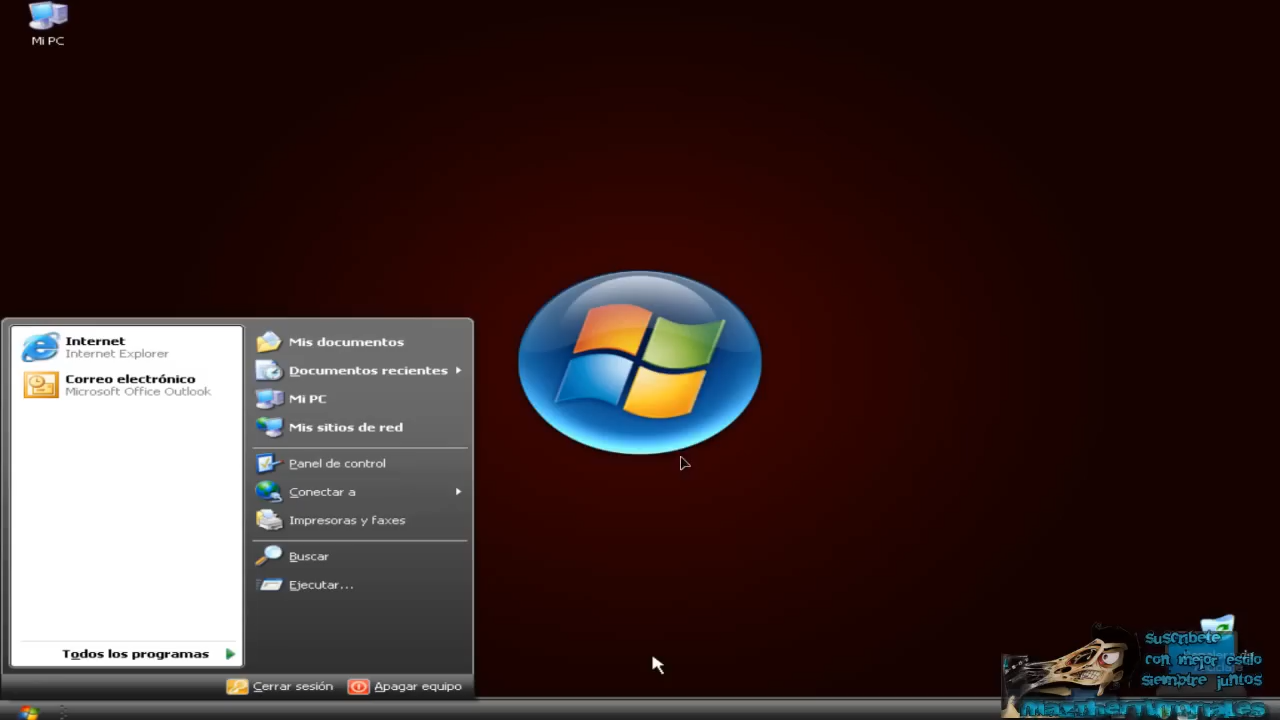 Mi PC
Internet
Internet Explorer
Correo electrónico
Microsoft Office Outlook
Todos los programas
Mis documentos
Documentos recientes
Mi PC
Mis sitios de red
Panel de control
Conectar a
Impresoras y faxes
Buscar
Ejecutar...
Cerrar sesión
Apagar equipo
suscribete
con mejor estilo
siempre juntos